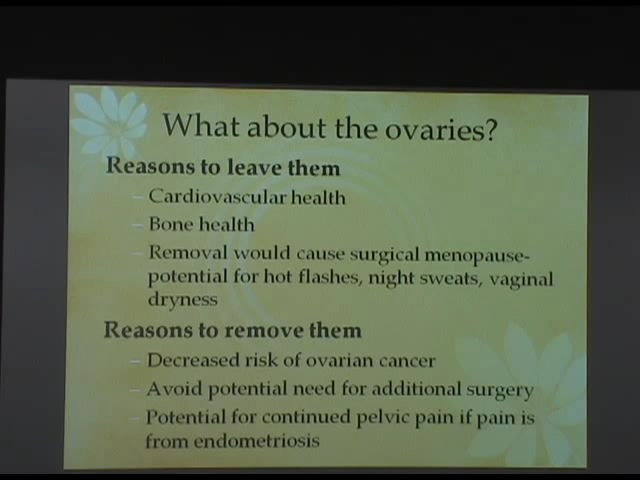 What about the ovaries?
Reasons to leave them
– Cardiovascular health
– Bone health
– Removal would cause surgical menopause-
potential for hot flashes, night sweats, vaginal
dryness
Reasons to remove them
– Decreased risk of ovarian cancer
– Avoid potential need for additional surgery
– Potential for continued pelvic pain if pain is
from endometriosis